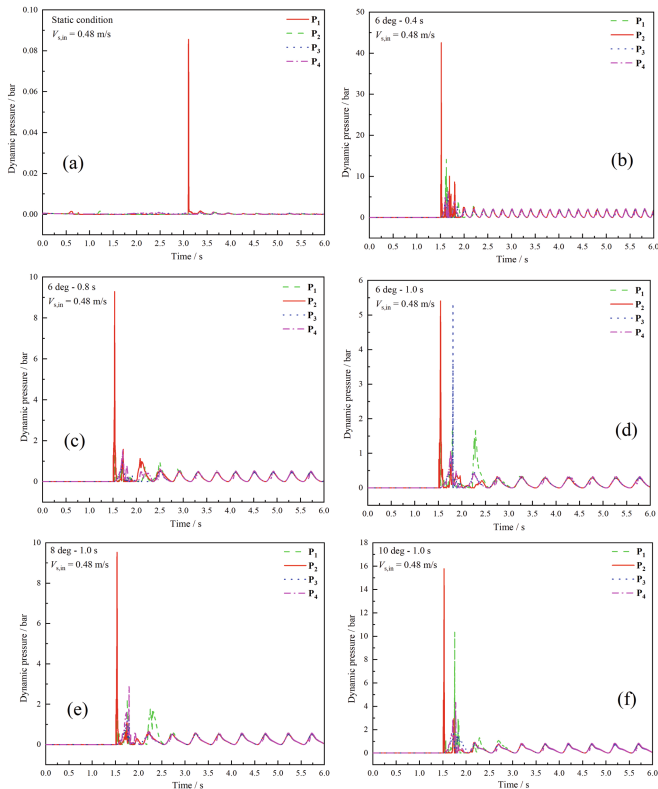 Static condition
Vs,in = 0.48 m/s
P1
P2
P3
P4
(a)
Dynamic pressure / bar
0.10
0.08
0.06
0.04
0.02
0.00
0.0 0.5 1.0 1.5 2.0 2.5 3.0 3.5 4.0 4.5 5.0 5.5 6.0
Time / s
6 deg - 0.4 s
Vs,in = 0.48 m/s
P1
P2
P3
P4
(b)
Dynamic pressure / bar
50
40
30
20
10
0
0.0 0.5 1.0 1.5 2.0 2.5 3.0 3.5 4.0 4.5 5.0 5.5 6.0
Time / s
6 deg - 0.8 s
Vs,in = 0.48 m/s
P1
P2
P3
P4
(c)
Dynamic pressure / bar
10
8
6
4
2
0
0.0 0.5 1.0 1.5 2.0 2.5 3.0 3.5 4.0 4.5 5.0 5.5 6.0
Time / s
6 deg - 1.0 s
Vs,in = 0.48 m/s
P1
P2
P3
P4
(d)
Dynamic pressure / bar
6
5
4
3
2
1
0
0.0 0.5 1.0 1.5 2.0 2.5 3.0 3.5 4.0 4.5 5.0 5.5 6.0
Time / s
8 deg - 1.0 s
Vs,in = 0.48 m/s
P1
P2
P3
P4
(e)
Dynamic pressure / bar
10
8
6
4
2
0
0.0 0.5 1.0 1.5 2.0 2.5 3.0 3.5 4.0 4.5 5.0 5.5 6.0
Time / s
10 deg - 1.0 s
Vs,in = 0.48 m/s
P1
P2
P3
P4
(f)
Dynamic pressure / bar
18
16
14
12
10
8
6
4
2
0
0.0 0.5 1.0 1.5 2.0 2.5 3.0 3.5 4.0 4.5 5.0 5.5 6.0
Time / s